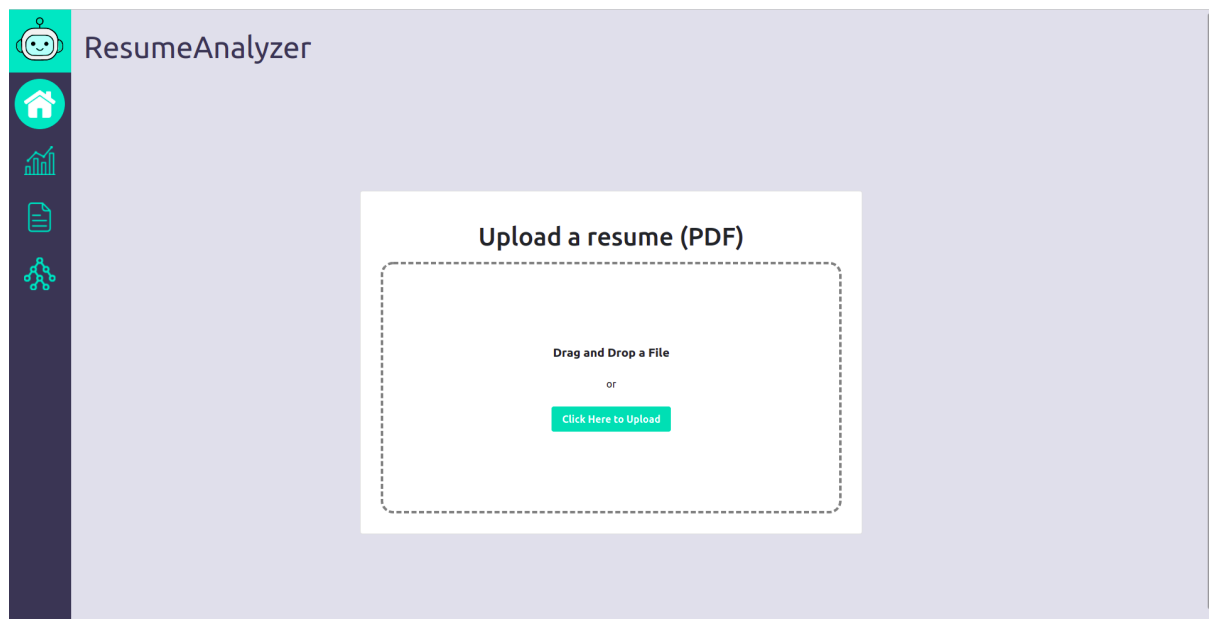 ResumeAnalyzer
Upload a resume (PDF)
Drag and Drop a File
or
Click Here to Upload